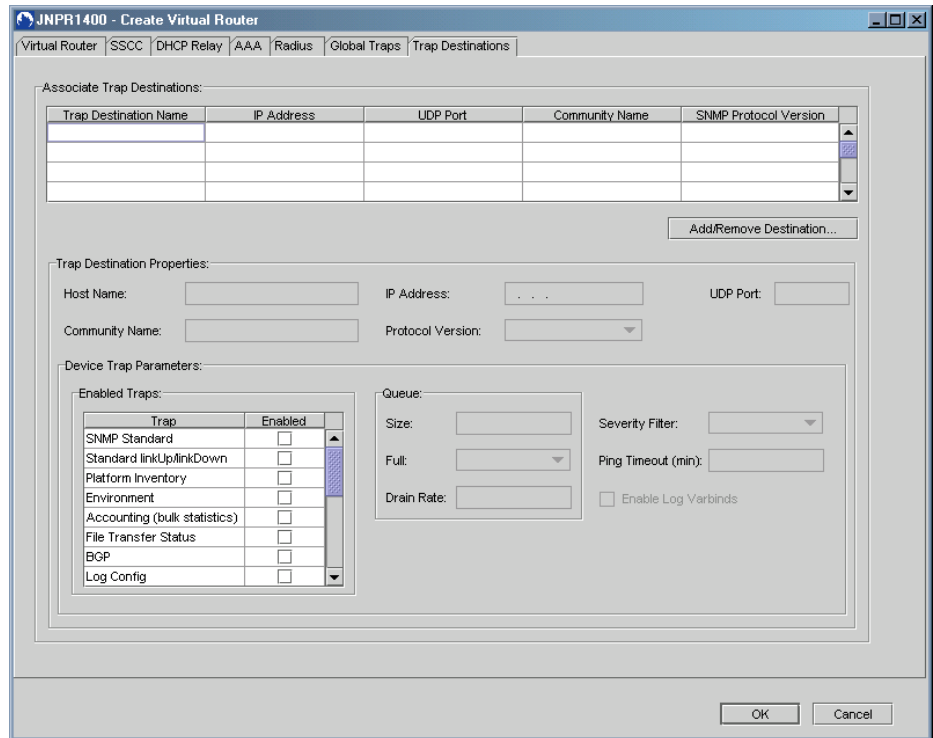 JNPR1400 - Create Virtual Router
Virtual Router SSCC DHCP Relay AAA Radius Global Traps Trap Destinations
Associate Trap Destinations:
Trap Destination Name IP Address UDP Port Community Name SNMP Protocol Version
Add/Remove Destination...
Trap Destination Properties:
Host Name: IP Address: . . . UDP Port:
Community Name: Protocol Version:
Device Trap Parameters:
Enabled Traps:
Trap Enabled
SNMP Standard
Standard linkUp/linkDown
Platform Inventory
Environment
Accounting (bulk statistics)
File Transfer Status
BGP
Log Config
Queue:
Size:
Full:
Drain Rate:
Severity Filter:
Ping Timeout (min):
Enable Log Varbinds
OK Cancel